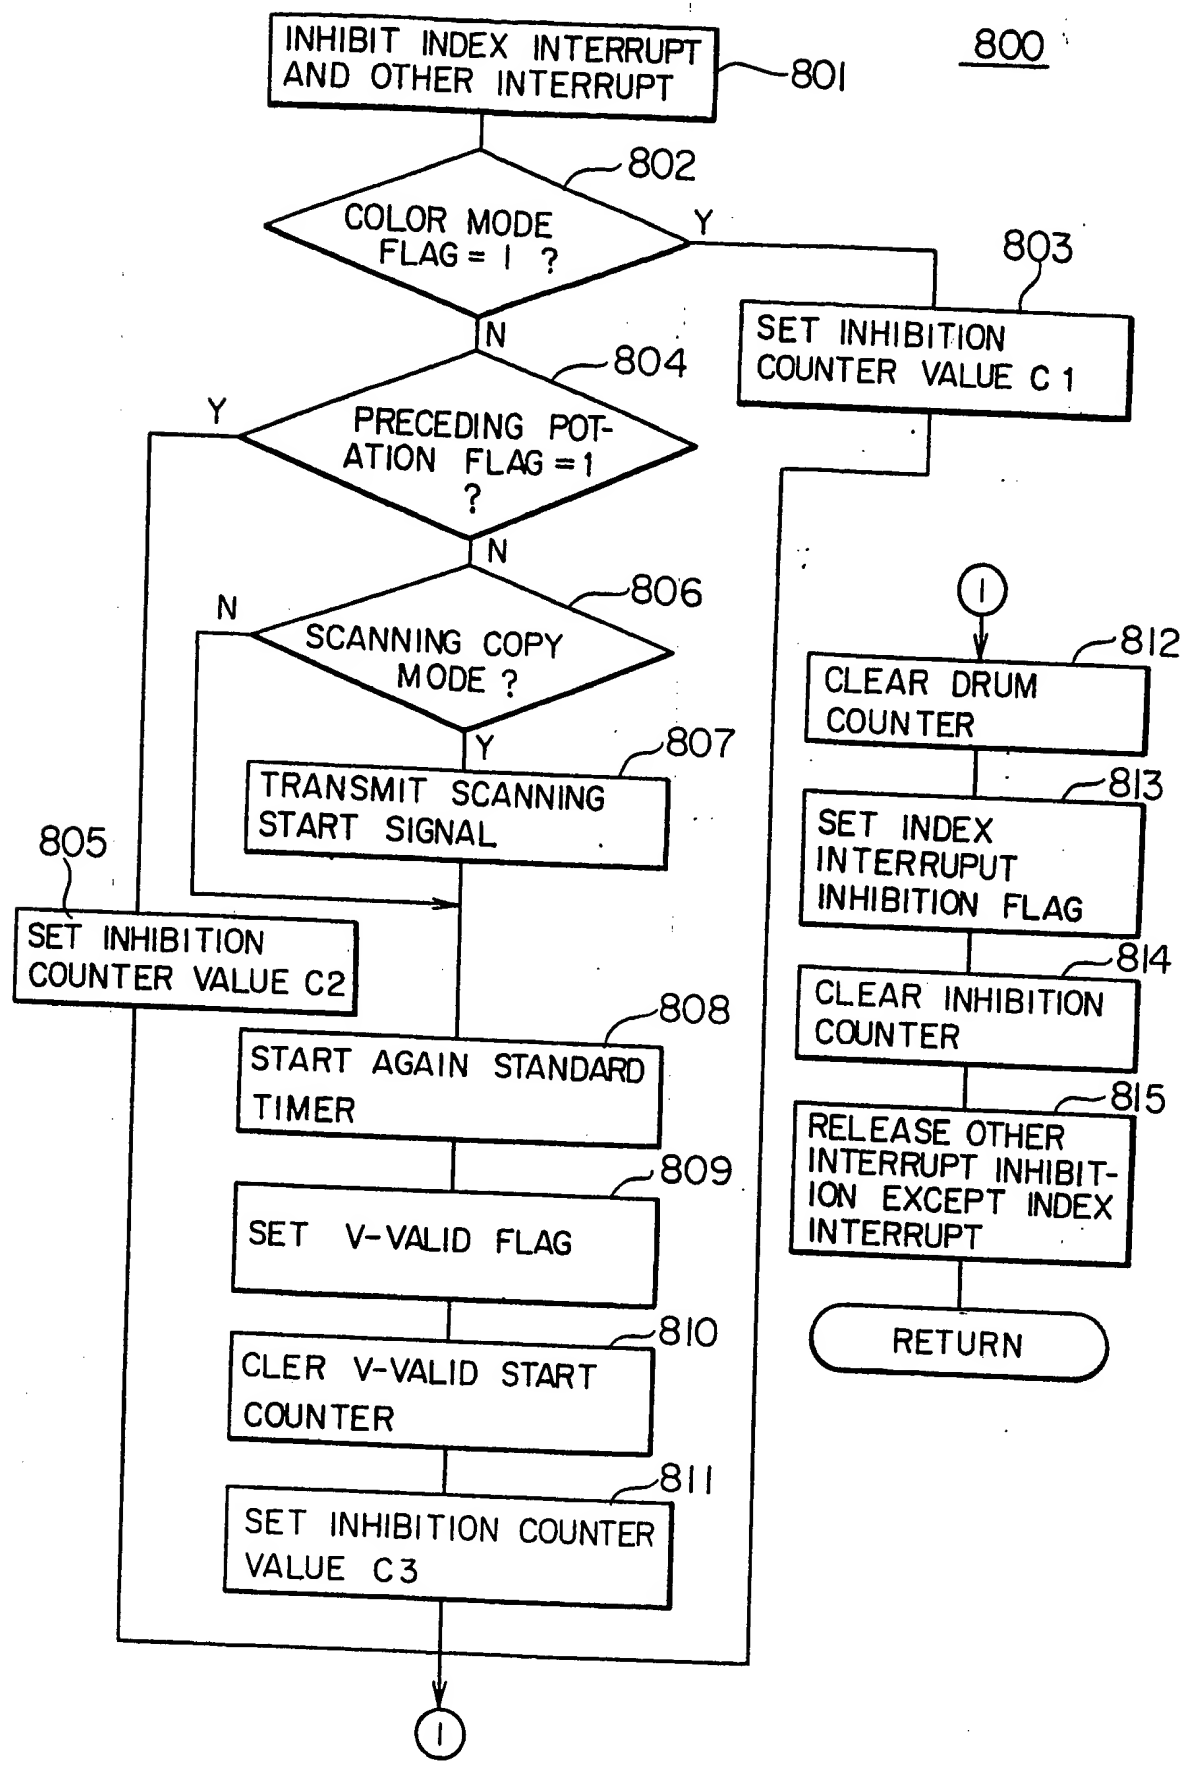 800
INHIBIT INDEX INTERRUPT
AND OTHER INTERRUPT
801
802
COLOR MODE
FLAG = 1 ?
Y
N
803
SET INHIBITION
COUNTER VALUE C1
804
PRECEDING POT-
ATION FLAG = 1
?
Y
N
806
SCANNING COPY
MODE ?
N
Y
807
TRANSMIT SCANNING
START SIGNAL
805
SET INHIBITION
COUNTER VALUE C2
808
START AGAIN STANDARD
TIMER
809
SET V-VALID FLAG
810
CLER V-VALID START
COUNTER
811
SET INHIBITION COUNTER
VALUE C3
1
1
812
CLEAR DRUM
COUNTER
813
SET INDEX
INTERRUPUT
INHIBITION FLAG
814
CLEAR INHIBITION
COUNTER
815
RELEASE OTHER
INTERRUPT INHIBIT-
ION EXCEPT INDEX
INTERRUPT
RETURN